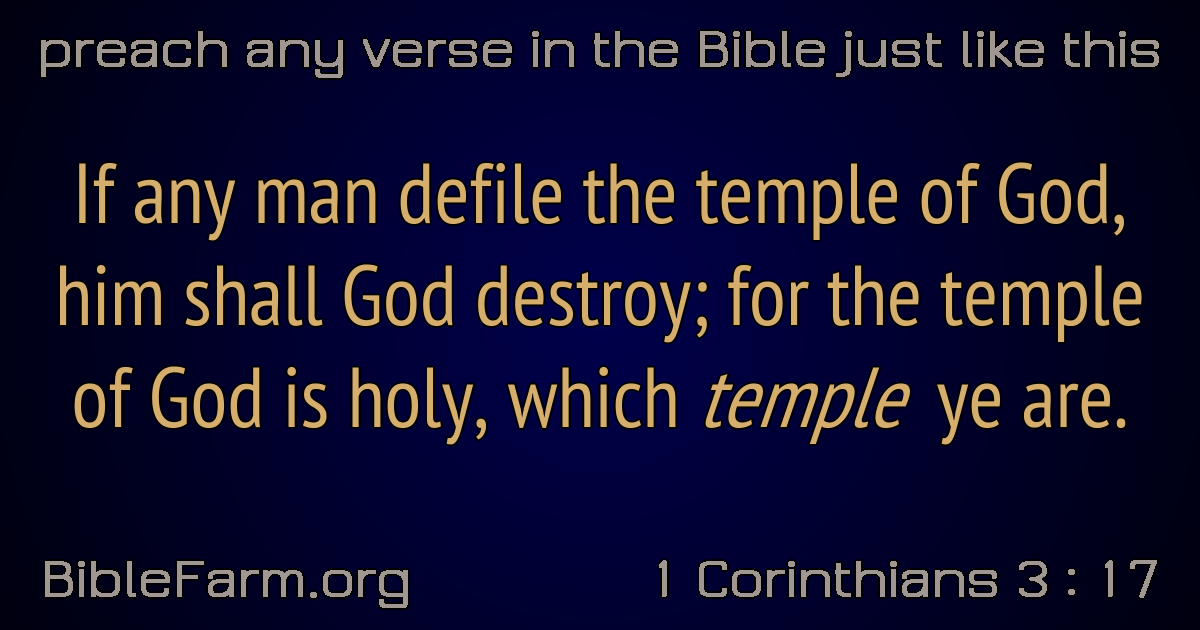 preach any verse in the Bible just like this
If any man defile the temple of God,
him shall God destroy; for the temple
of God is holy, which temple ye are.
BibleFarm.org
1 Corinthians 3 : 17